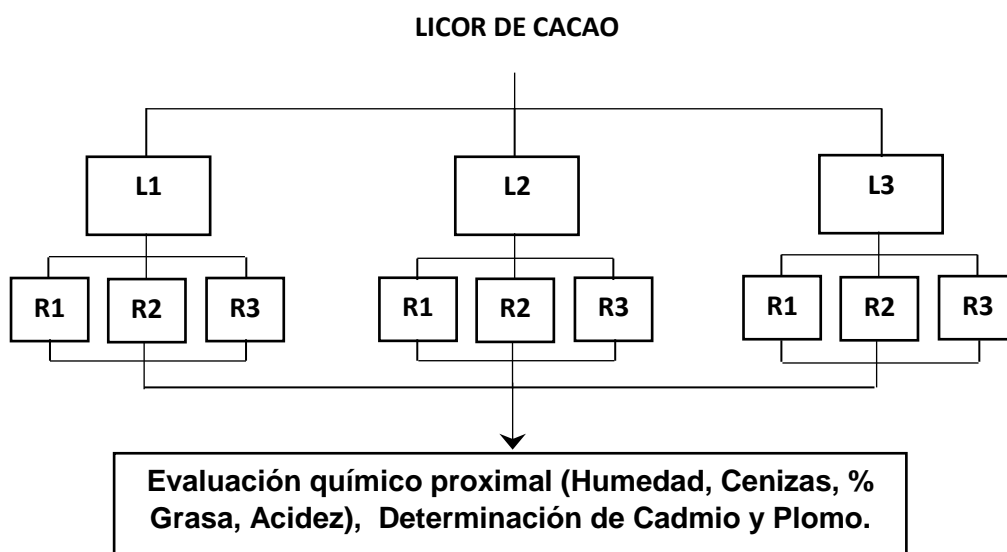 LICOR DE CACAO
L1 L2 L3
R1 R2 R3 R1 R2 R3 R1 R2 R3
Evaluación químico proximal (Humedad, Cenizas, %
Grasa, Acidez), Determinación de Cadmio y Plomo.